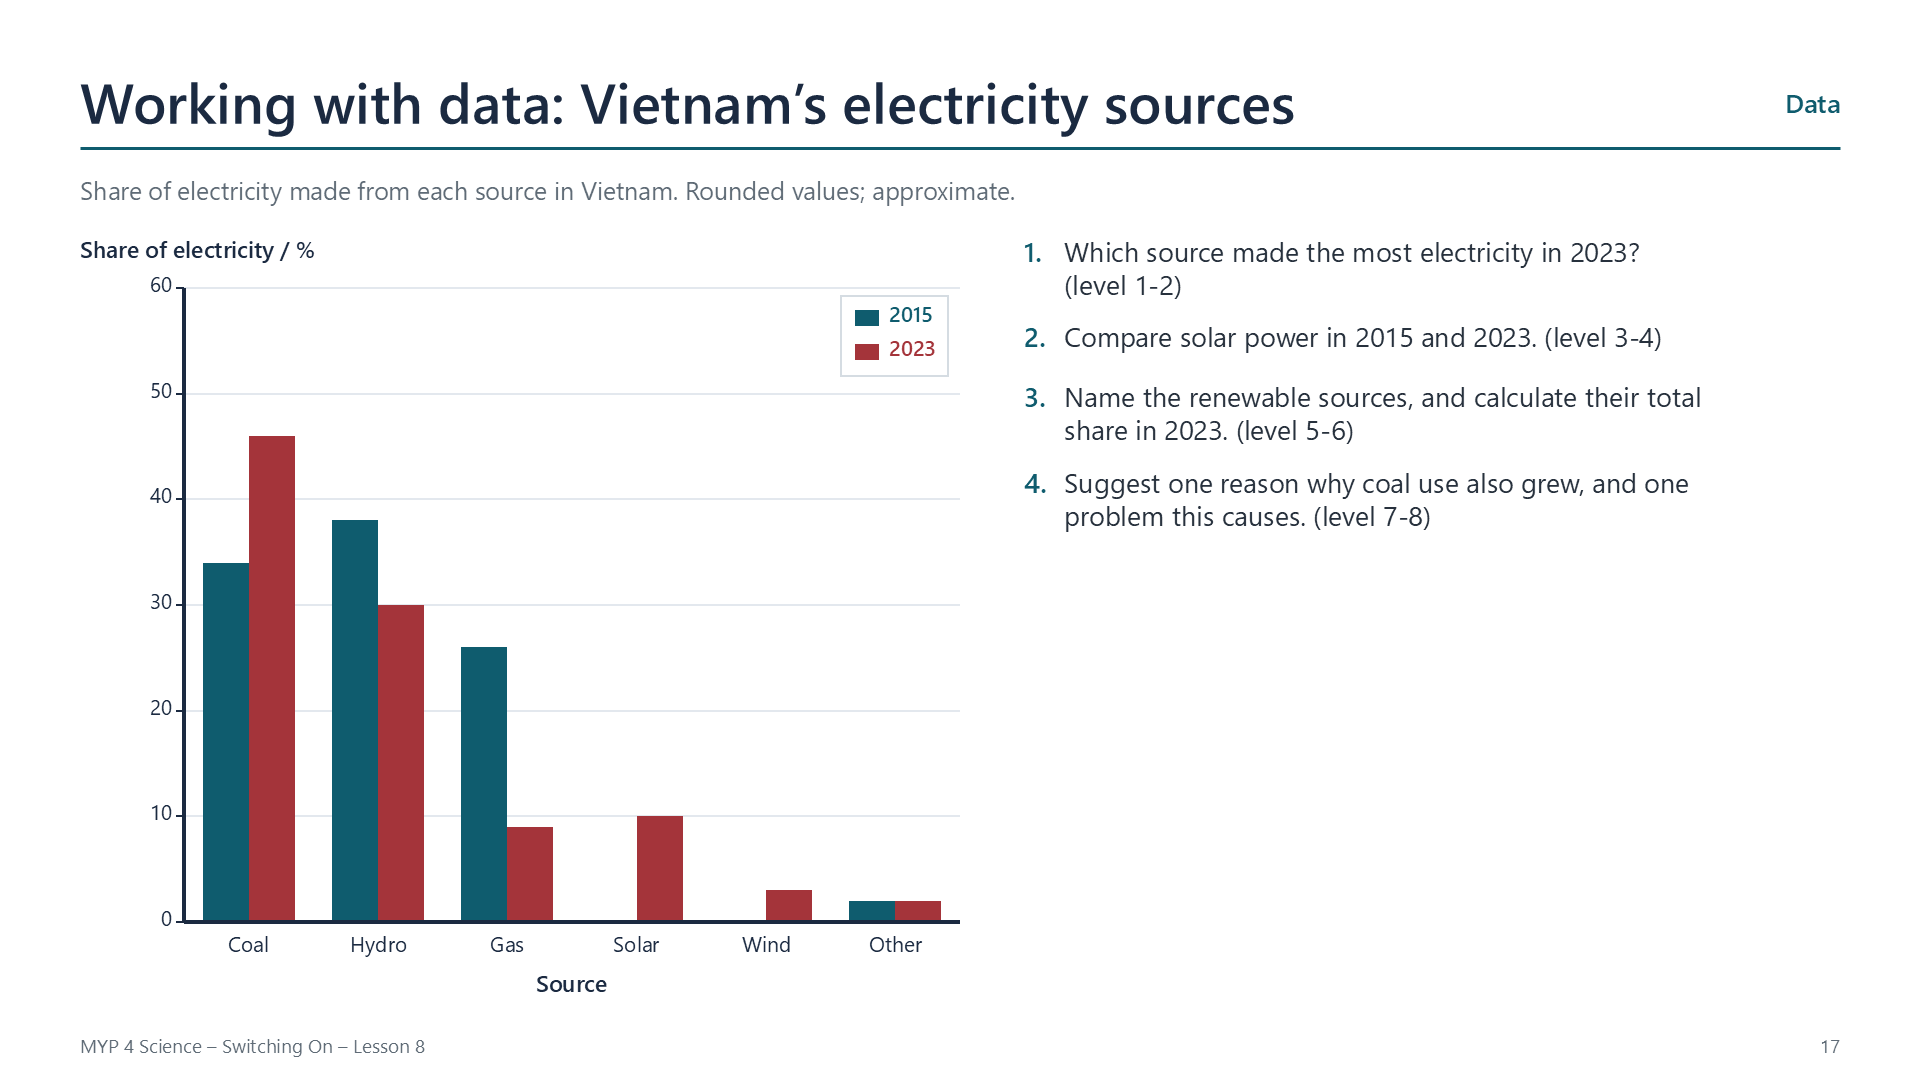 Working with data: Vietnam’s electricity sources
Data
Share of electricity made from each source in Vietnam. Rounded values; approximate.
Share of electricity / %
60
50
40
30
20
10
0
2015
2023
Coal
Hydro
Gas
Solar
Wind
Other
Source
1. Which source made the most electricity in 2023?
(level 1-2)
2. Compare solar power in 2015 and 2023. (level 3-4)
3. Name the renewable sources, and calculate their total
share in 2023. (level 5-6)
4. Suggest one reason why coal use also grew, and one
problem this causes. (level 7-8)
MYP 4 Science – Switching On – Lesson 8
17